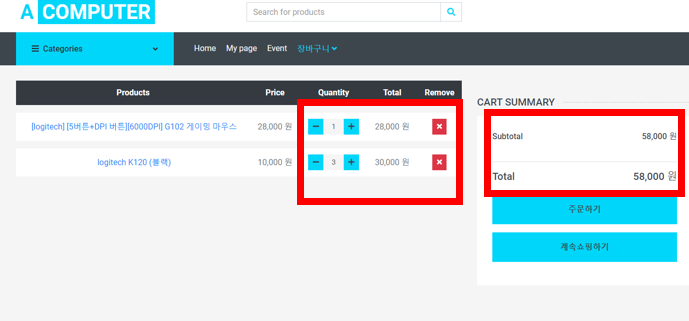 A COMPUTER
Search for products
Categories
Home My page Event 장바구니
Products Price Quantity Total Remove
[logitech] [5버튼+DPI 버튼][6000DPI] G102 게이밍 마우스 28,000 원 1 28,000 원
logitech K120 (블랙) 10,000 원 3 30,000 원
CART SUMMARY
Subtotal 58,000 원
Total 58,000 원
주문하기
계속쇼핑하기